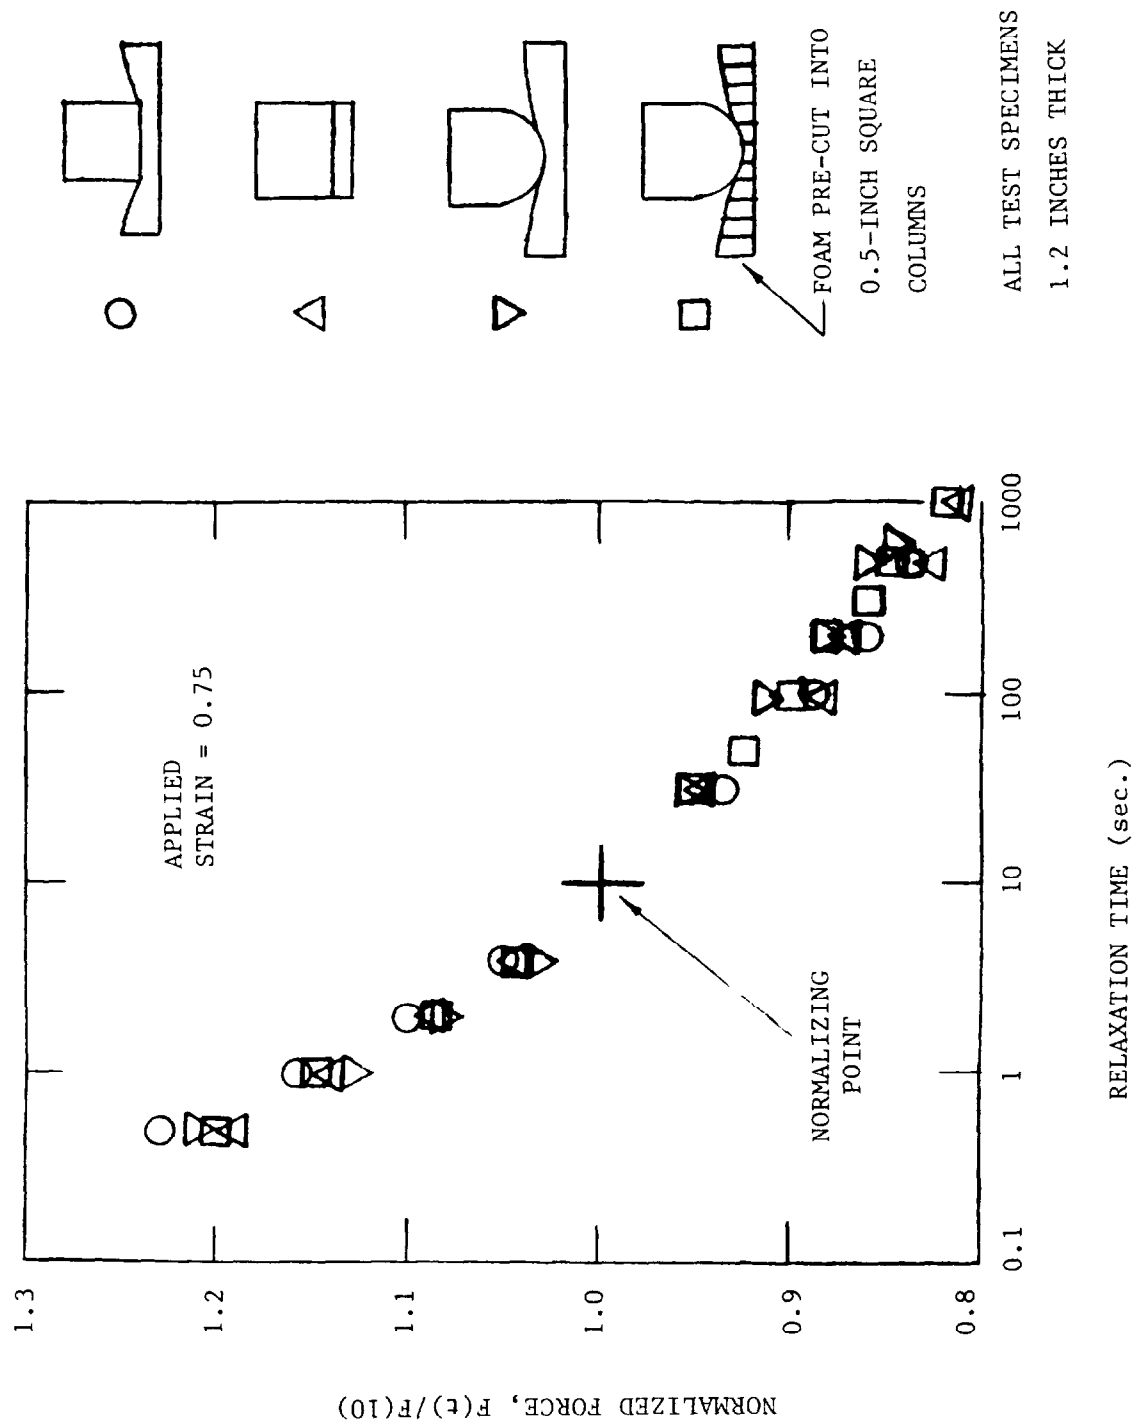 NORMALIZED FORCE, F(t)/F(10)
1.3
1.2
1.1
1.0
0.9
0.8
0.1
1
10
100
1000
RELAXATION TIME (sec.)
APPLIED
STRAIN = 0.75
NORMALIZING
POINT
FOAM PRE-CUT INTO
0.5-INCH SQUARE
COLUMNS
ALL TEST SPECIMENS
1.2 INCHES THICK